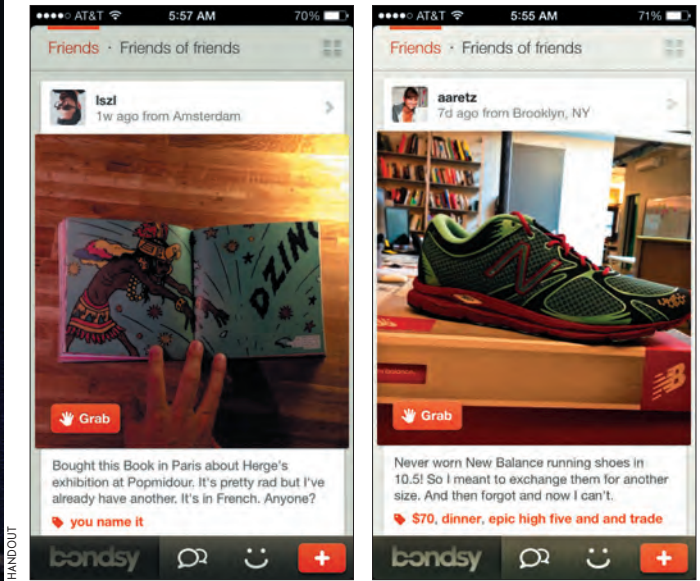 ●●●●○ AT&T 5:57 AM 70%
Friends · Friends of friends
lszl
1w ago from Amsterdam
DZIN
Grab
Bought this Book in Paris about Herge's
exhibition at Popmidour. It's pretty rad but I've
already have another. It's in French. Anyone?
you name it
bondsy
●●●●○ AT&T 5:55 AM 71%
Friends · Friends of friends
aaretz
7d ago from Brooklyn, NY
N
balance.
NB
Grab
Never worn New Balance running shoes in
10.5! So I meant to exchange them for another
size. And then forgot and now I can't.
$70, dinner, epic high five and and trade
bondsy
HANDOUT